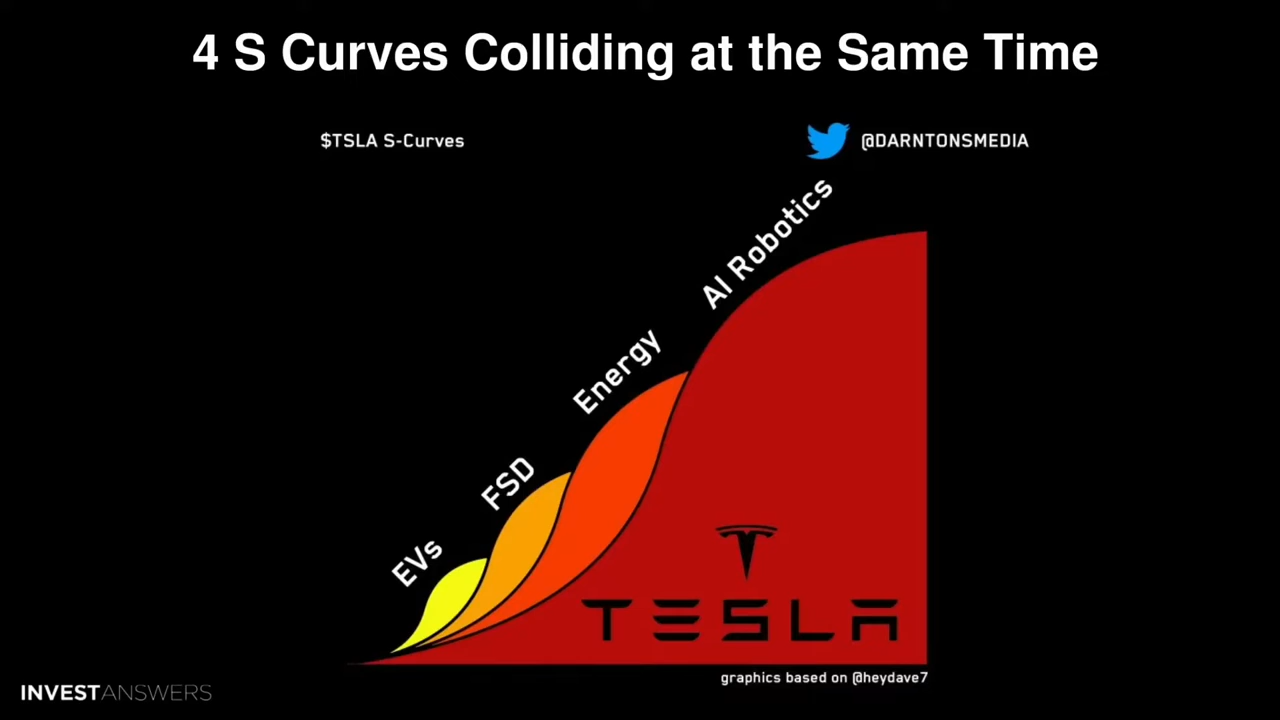 4 S Curves Colliding at the Same Time
$TSLA S-Curves
@DARNTONSMEDIA
AI Robotics
Energy
FSD
EVs
TESLA
graphics based on @heydave7
INVESTANSWERS